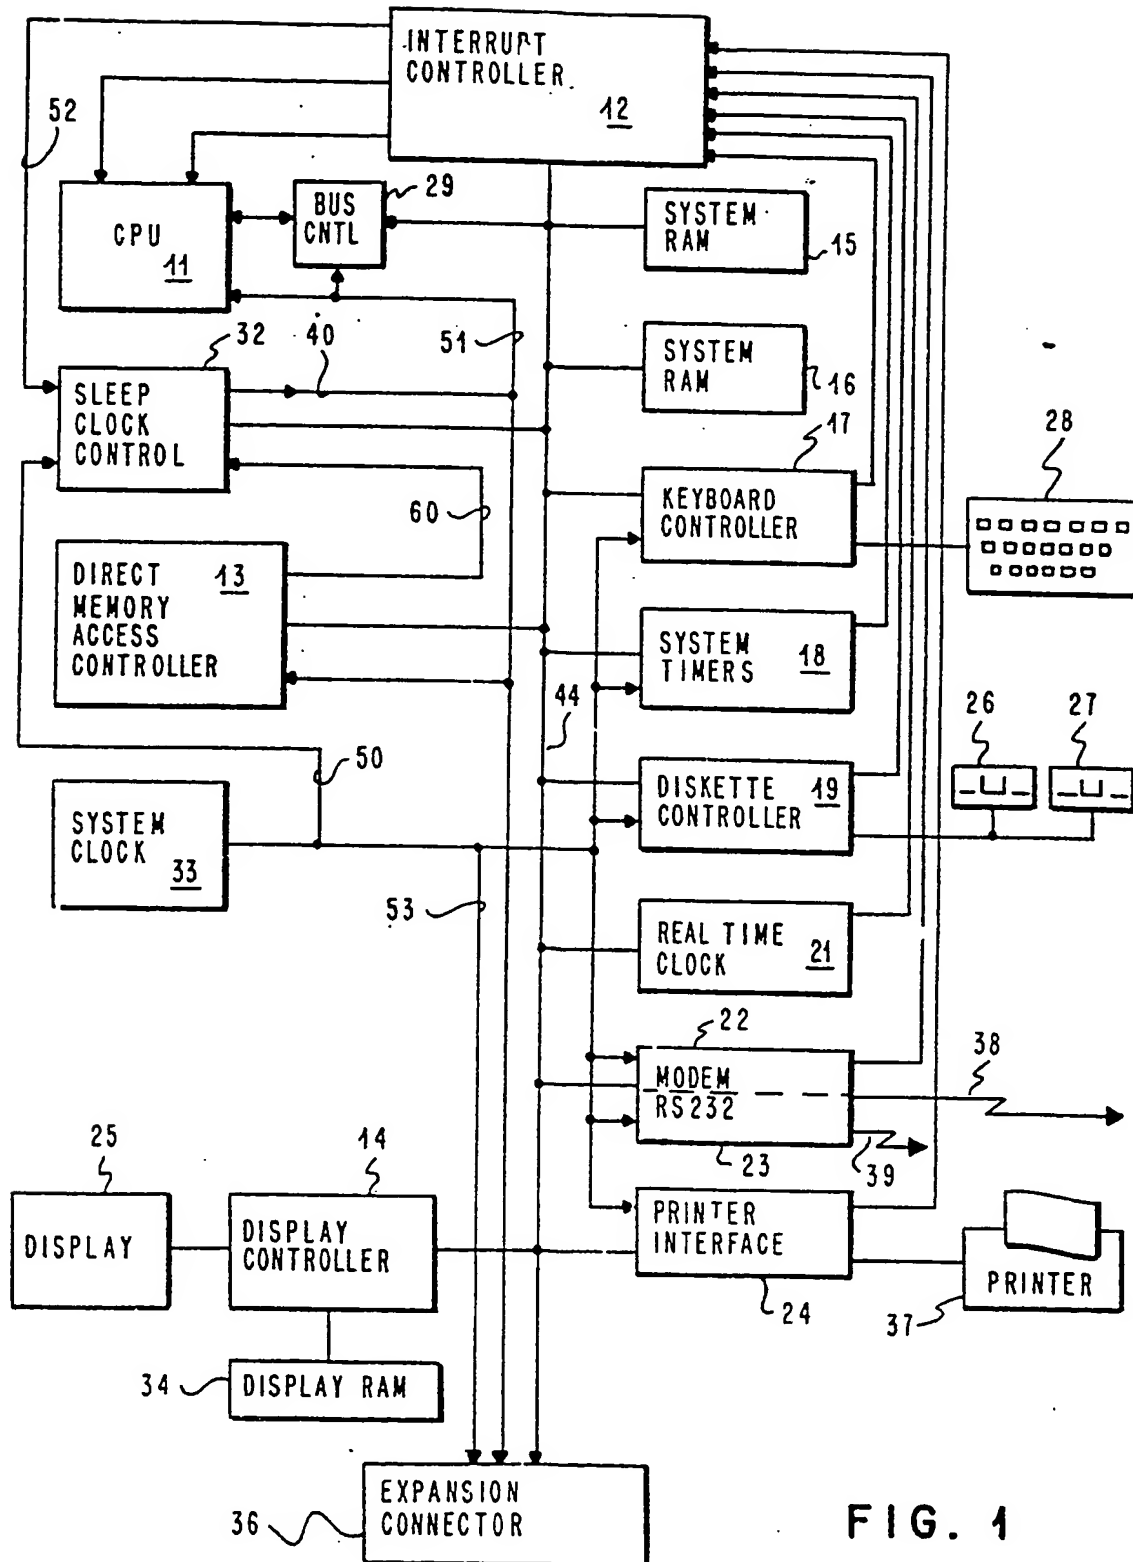 INTERRUPT
CONTROLLER
12
52
29
CPU
11
BUS
CNTL
SYSTEM
RAM
15
32
40
51
SYSTEM
RAM
16
SLEEP
CLOCK
CONTROL
17
28
60
KEYBOARD
CONTROLLER
DIRECT
MEMORY
ACCESS
CONTROLLER
13
SYSTEM
TIMERS
18
44
26
27
50
SYSTEM
CLOCK
33
DISKETTE
CONTROLLER
19
53
REAL TIME
CLOCK
21
22
38
MODEM
RS232
25
14
23
39
DISPLAY
DISPLAY
CONTROLLER
PRINTER
INTERFACE
PRINTER
24
37
34
DISPLAY RAM
EXPANSION
CONNECTOR
36
FIG. 1